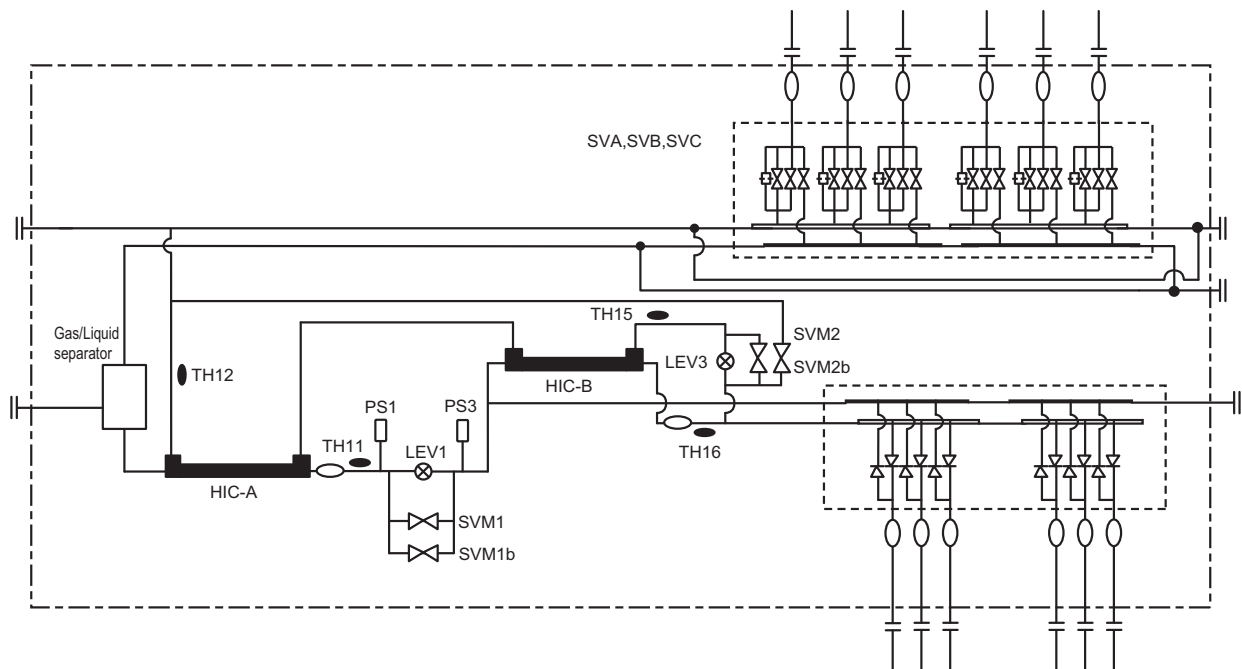 SVA,SVB,SVC
Gas/Liquid
separator
TH15
SVM2
LEV3
SVM2b
TH12
HIC-B
PS1
PS3
TH11
LEV1
TH16
HIC-A
SVM1
SVM1b